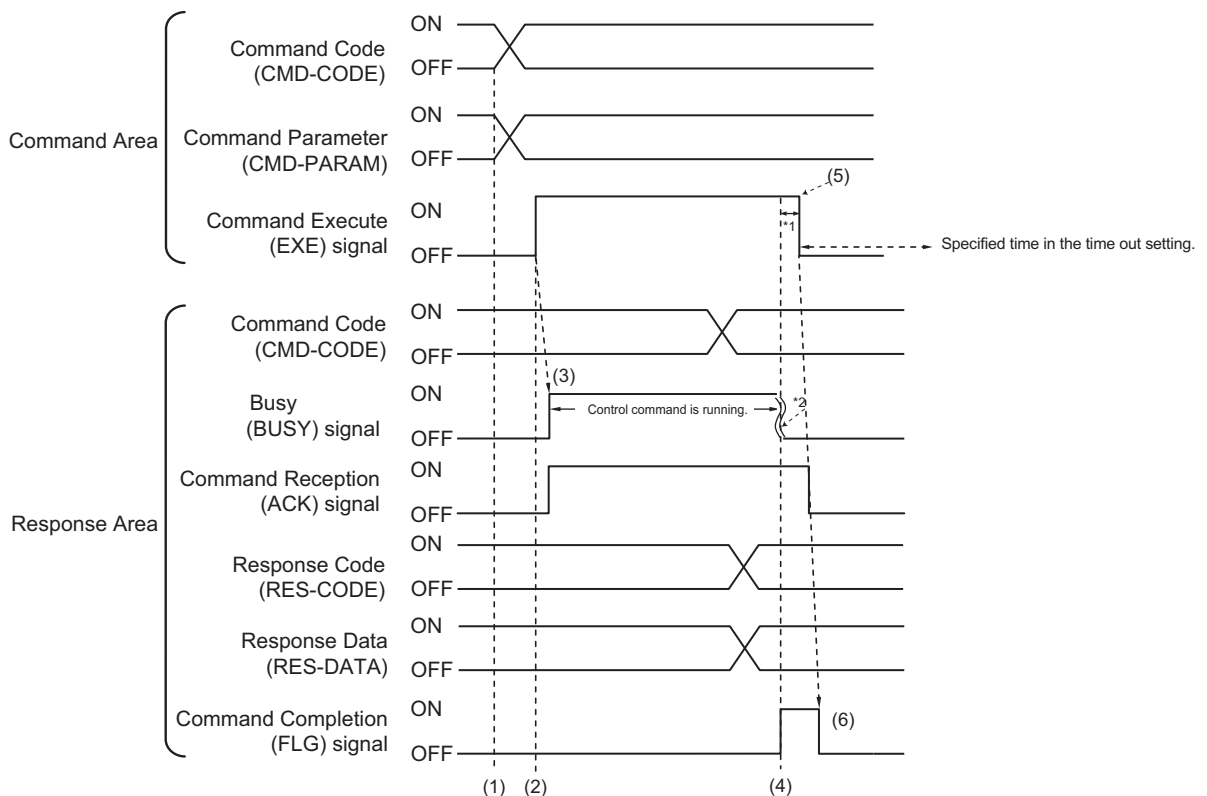 Command Area
Command Code
(CMD-CODE)
ON
OFF
Command Parameter
(CMD-PARAM)
ON
OFF
Command Execute
(EXE) signal
ON
OFF
(5)
*1
Specified time in the time out setting.
Response Area
Command Code
(CMD-CODE)
ON
OFF
Busy
(BUSY) signal
ON
OFF
(3)
Control command is running.
*2
Command Reception
(ACK) signal
ON
OFF
Response Code
(RES-CODE)
ON
OFF
Response Data
(RES-DATA)
ON
OFF
Command Completion
(FLG) signal
ON
OFF
(6)
(1) (2) (4)